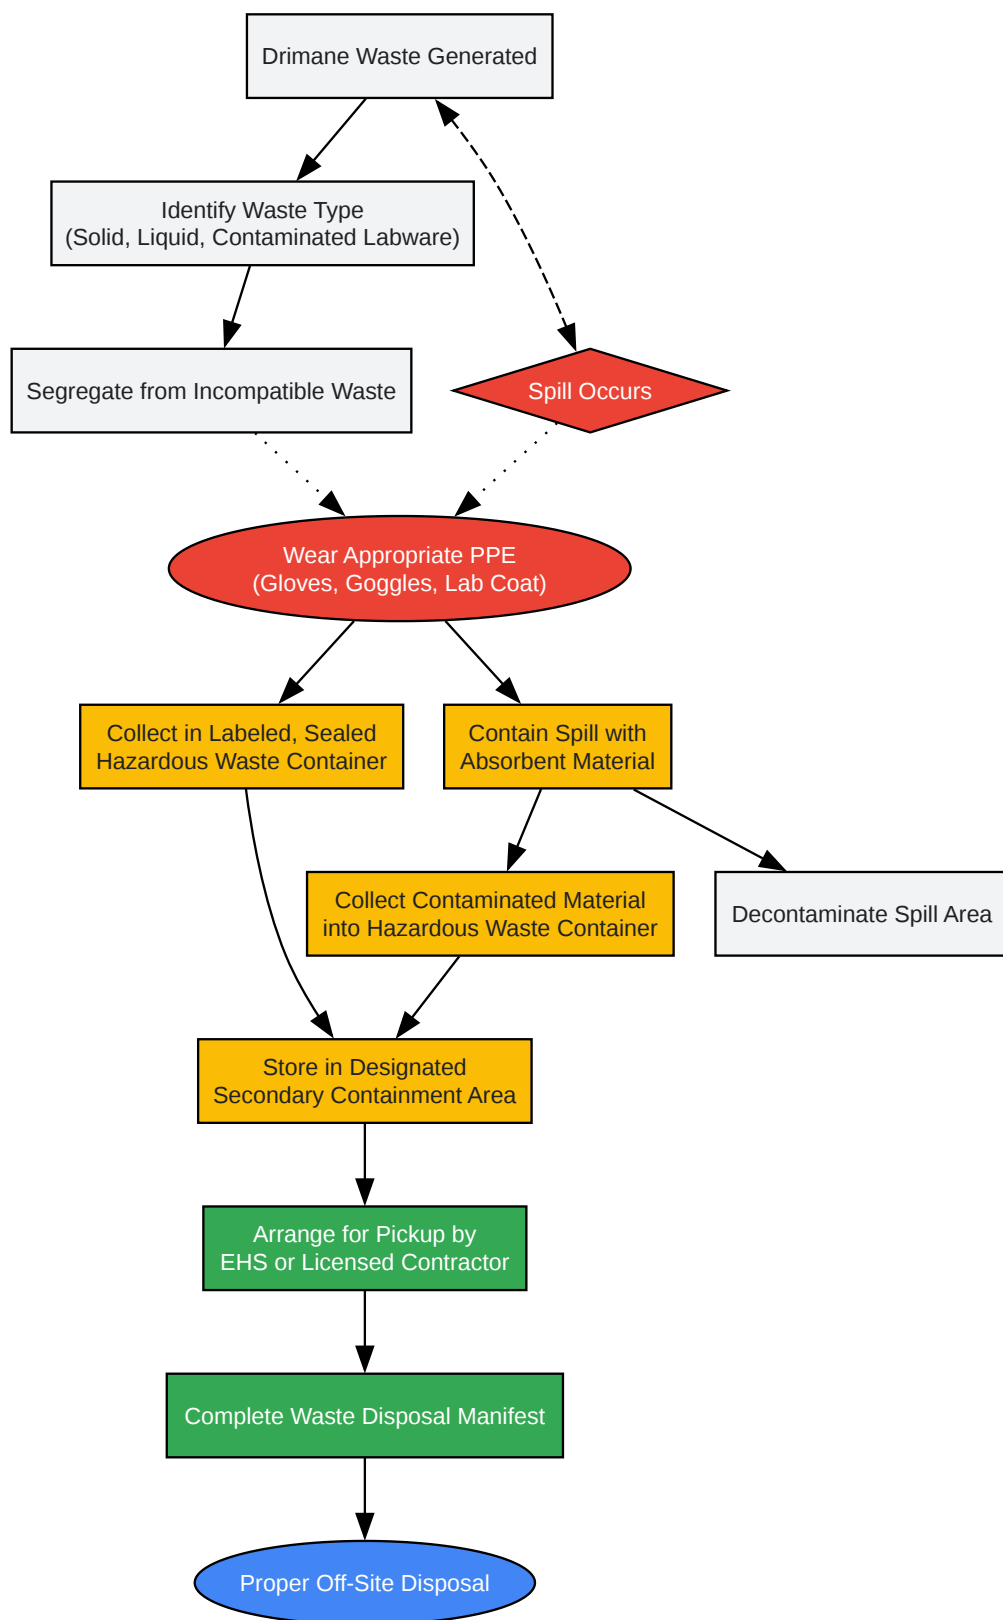 Drimane Waste Generated
Identify Waste Type
(Solid, Liquid, Contaminated Labware)
Segregate from Incompatible Waste
Spill Occurs
Wear Appropriate PPE
(Gloves, Goggles, Lab Coat)
Collect in Labeled, Sealed
Hazardous Waste Container
Contain Spill with
Absorbent Material
Collect Contaminated Material
into Hazardous Waste Container
Decontaminate Spill Area
Store in Designated
Secondary Containment Area
Arrange for Pickup by
EHS or Licensed Contractor
Complete Waste Disposal Manifest
Proper Off-Site Disposal